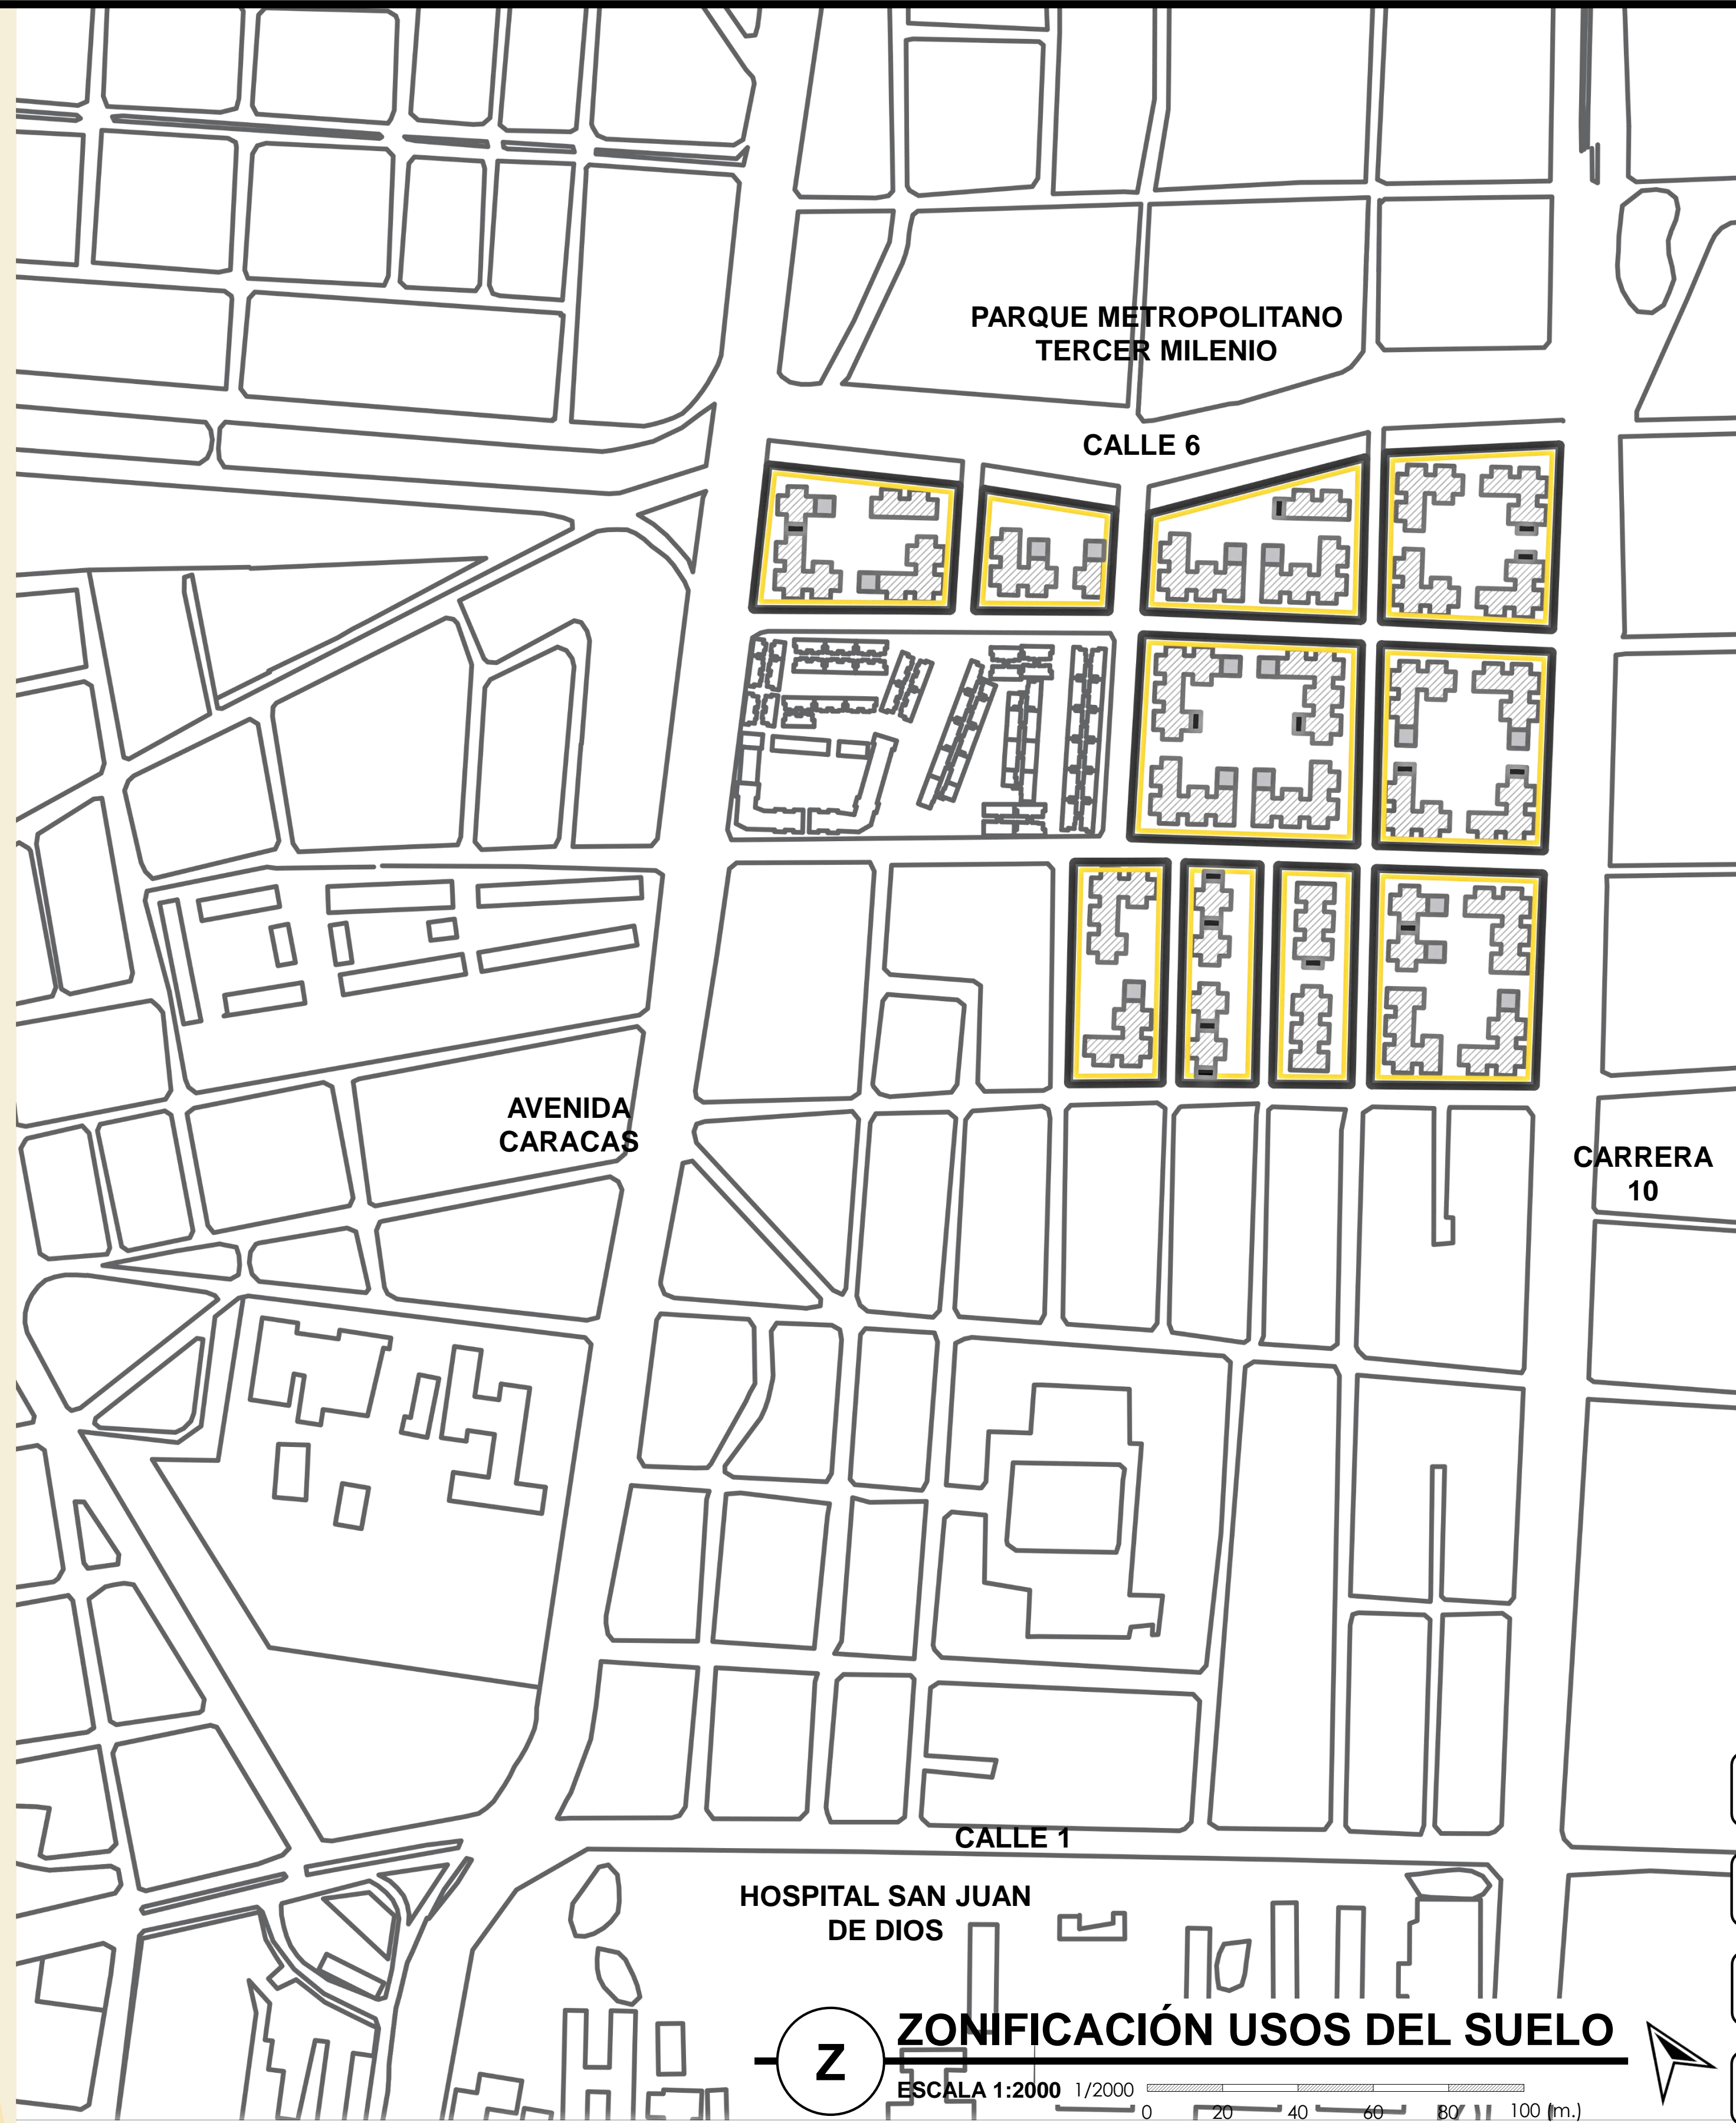 PARQUE METROPOLITANO
TERCER MILENIO
CALLE 6
AVENIDA
CARACAS
CARRERA
10
CALLE 1
HOSPITAL SAN JUAN
DE DIOS
Z
ZONIFICACIÓN USOS DEL SUELO
ESCALA 1:2000 1/2000
0 20 40 60 80 100 (m.)